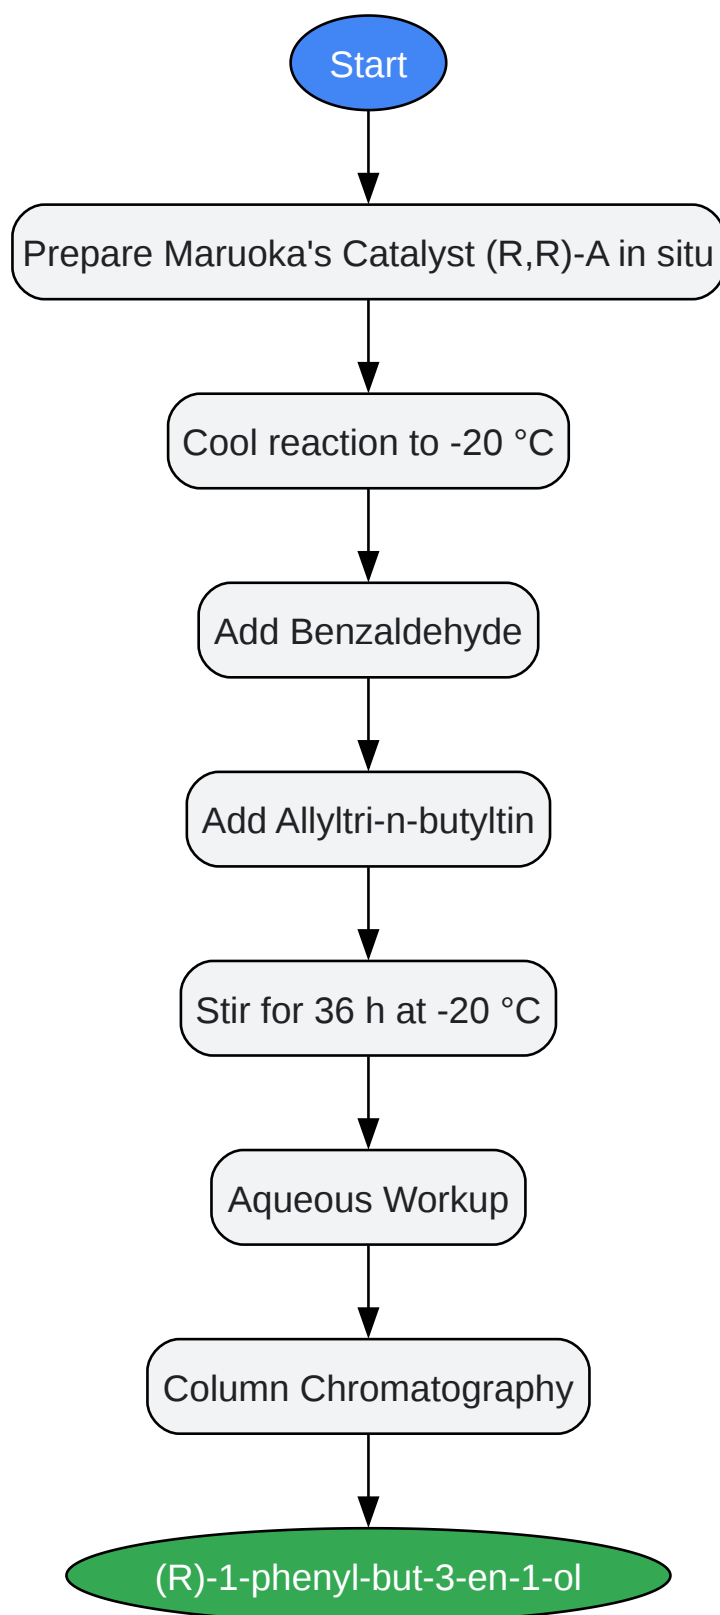 Start
Prepare Maruoka's Catalyst (R,R)-A in situ
Cool reaction to -20 °C
Add Benzaldehyde
Add Allyltri-n-butyltin
Stir for 36 h at -20 °C
Aqueous Workup
Column Chromatography
(R)-1-phenyl-but-3-en-1-ol